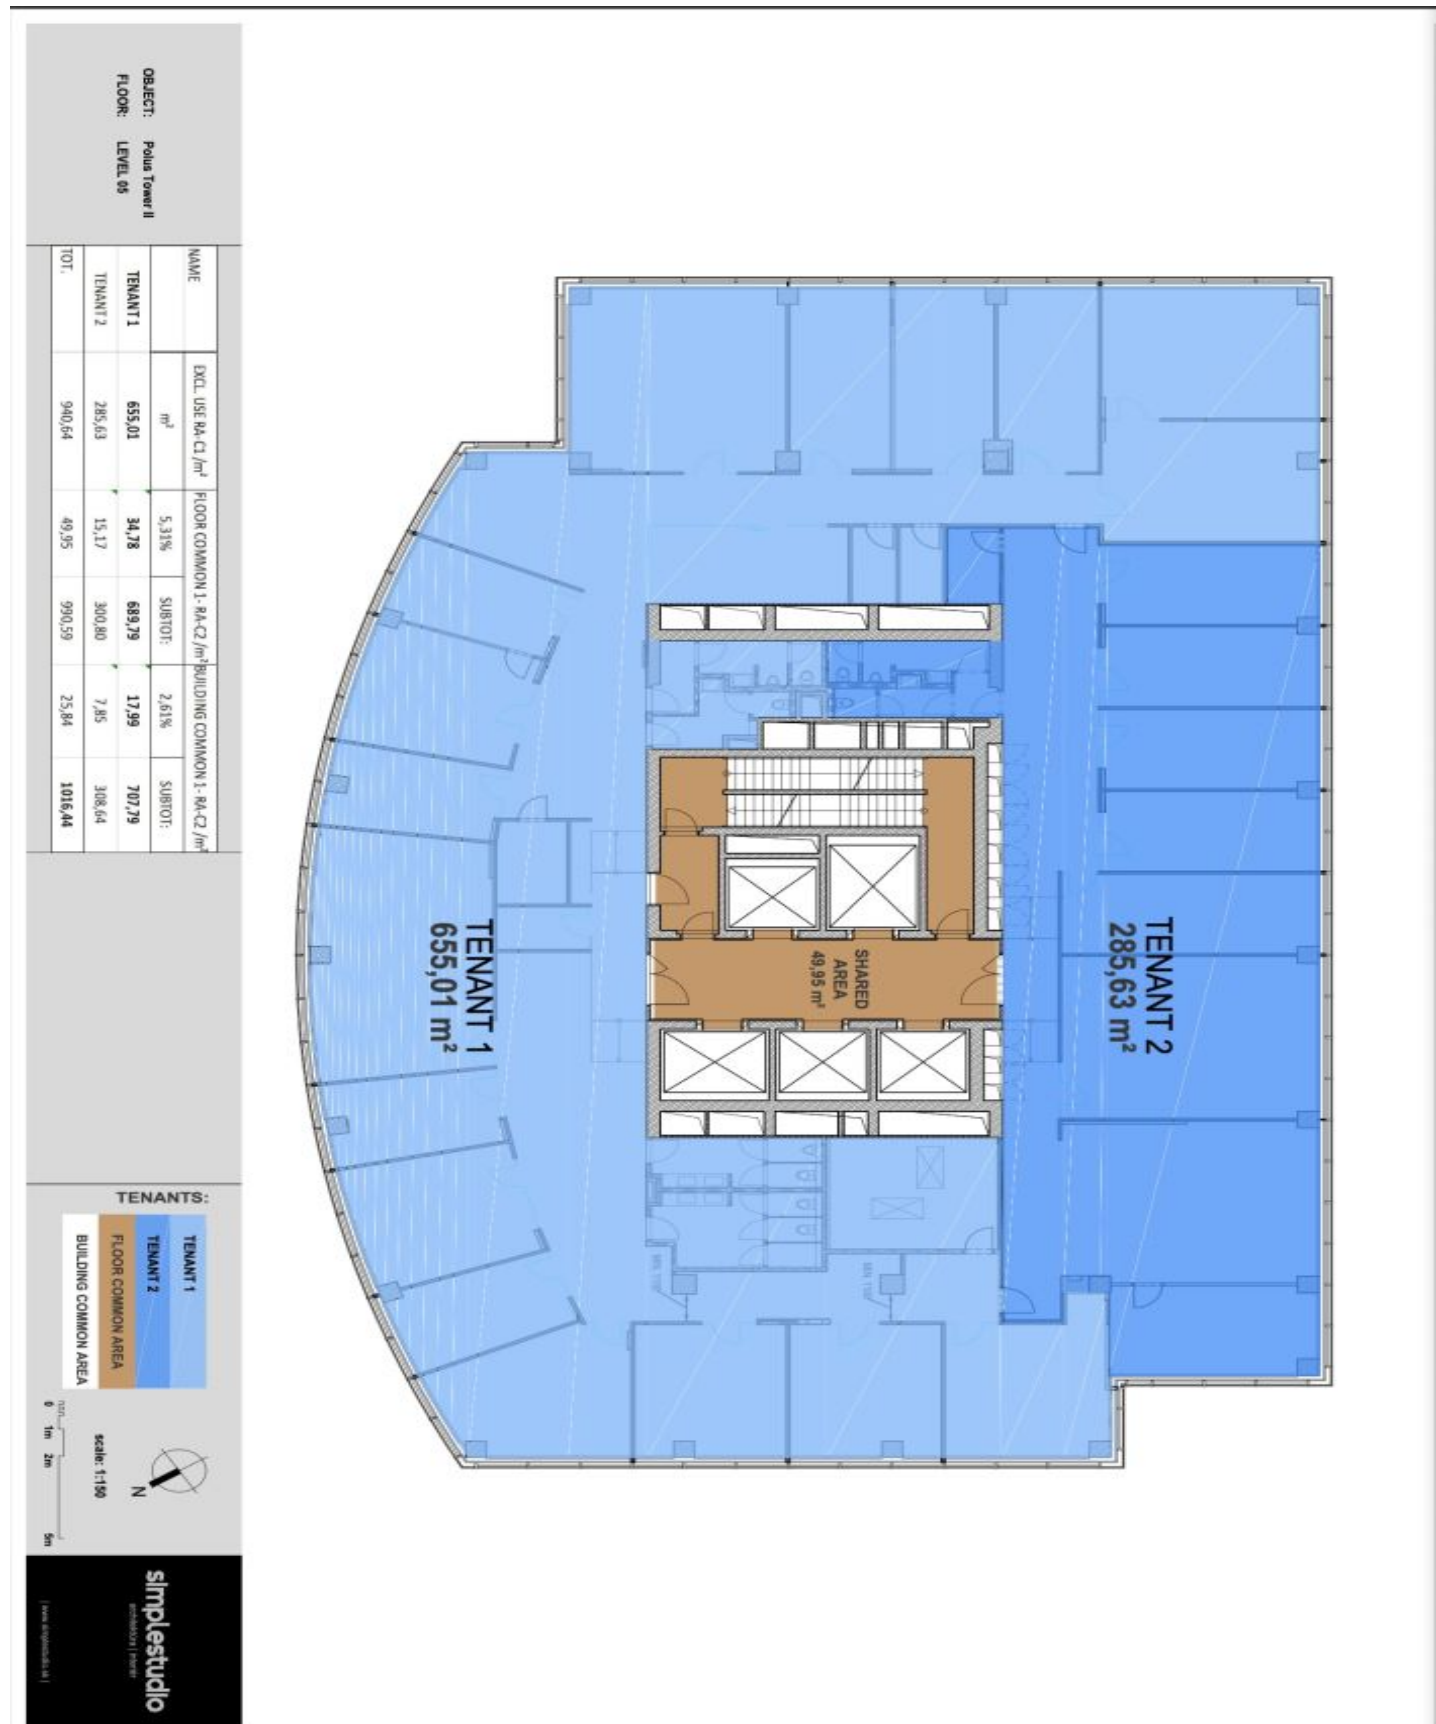 OBJECT: Polus Tower II
FLOOR: LEVEL 05
NAME EXCL. USE RA-C1 /m² FLOOR COMMON 1- RA-C2 /m² BUILDING COMMON 1- RA-C2 /m²
m² 5,31% SUBTOT: 2,61% SUBTOT:
TENANT 1 655,01 34,78 689,79 17,99 707,79
TENANT 2 285,63 15,17 300,80 7,85 308,64
TOT. 940,64 49,95 990,59 25,84 1016,44
TENANTS:
TENANT 1
TENANT 2
FLOOR COMMON AREA
BUILDING COMMON AREA
N
scale: 1:150
0 1m 2m 5m
simplestudio
architektúra | interiér
| www.simplestudio.sk |
TENANT 2
285,63 m²
SHARED
AREA
49,95 m²
TENANT 1
655,01 m²